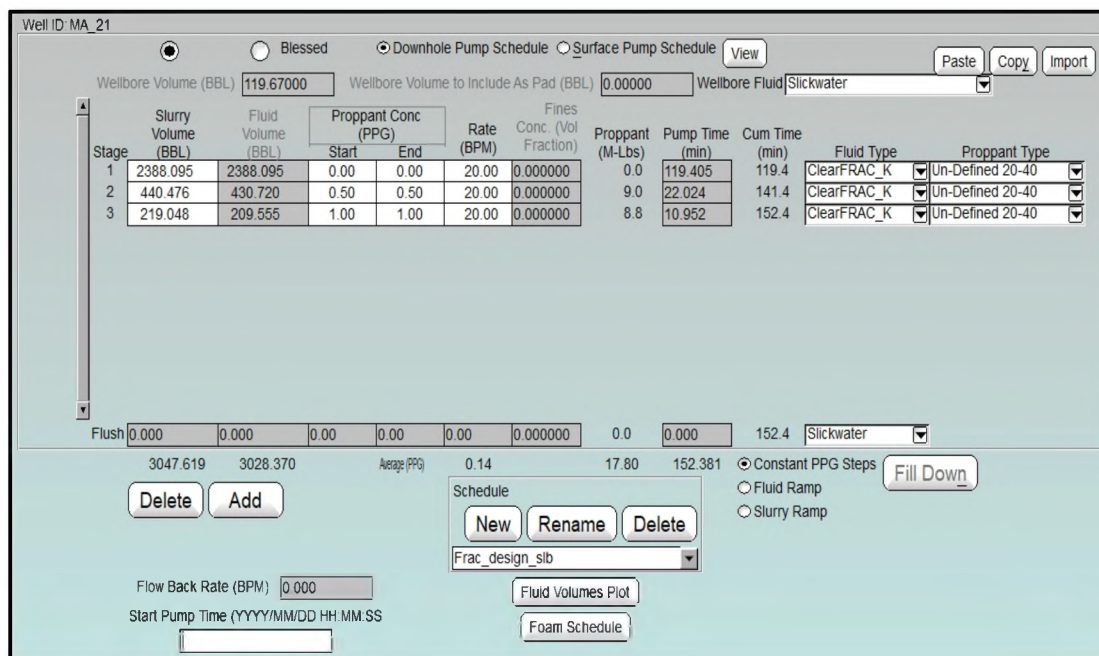 Well ID: MA_21
Blessed Downhole Pump Schedule Surface Pump Schedule View
Paste Copy Import
Wellbore Volume (BBL) 119.67000 Wellbore Volume to Include As Pad (BBL) 0.00000 Wellbore Fluid Slickwater
Stage Slurry Volume (BBL) Fluid Volume (BBL) Proppant Conc (PPG) Start End Rate (BPM) Fines Conc. (Vol Fraction) Proppant (M-Lbs) Pump Time (min) Cum Time (min) Fluid Type Proppant Type
1 2388.095 2388.095 0.00 0.00 20.00 0.000000 0.0 119.405 119.4 ClearFRAC_K Un-Defined 20-40
2 440.476 430.720 0.50 0.50 20.00 0.000000 9.0 22.024 141.4 ClearFRAC_K Un-Defined 20-40
3 219.048 209.555 1.00 1.00 20.00 0.000000 8.8 10.952 152.4 ClearFRAC_K Un-Defined 20-40
Flush 0.000 0.000 0.00 0.00 0.00 0.000000 0.0 0.000 152.4 Slickwater
3047.619 3028.370 Average (PPG) 0.14 17.80 152.381 Constant PPG Steps Fill Down
Fluid Ramp
Slurry Ramp
Delete Add
Schedule
New Rename Delete
Frac_design_slb
Flow Back Rate (BPM) 0.000
Fluid Volumes Plot
Start Pump Time (YYYY/MM/DD HH:MM:SS
Foam Schedule